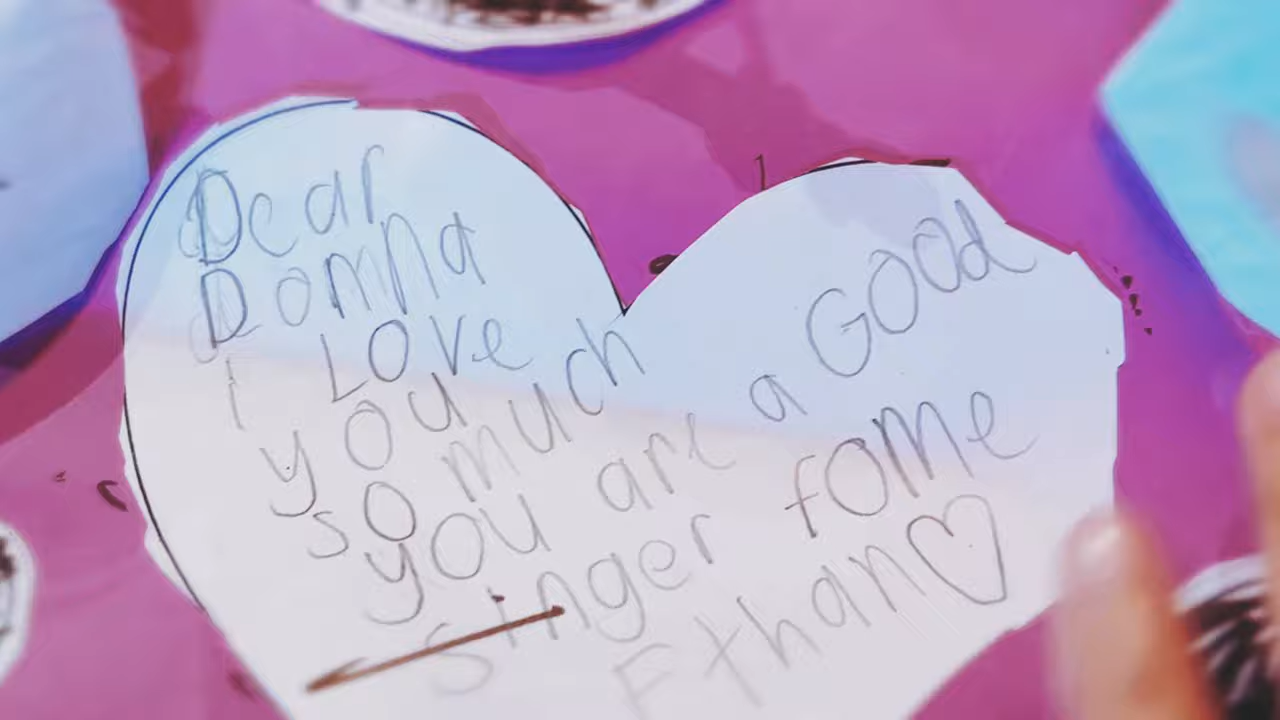 Dear
Donna
i Love
you
so much
you are a GOOd
singer fome
Ethan